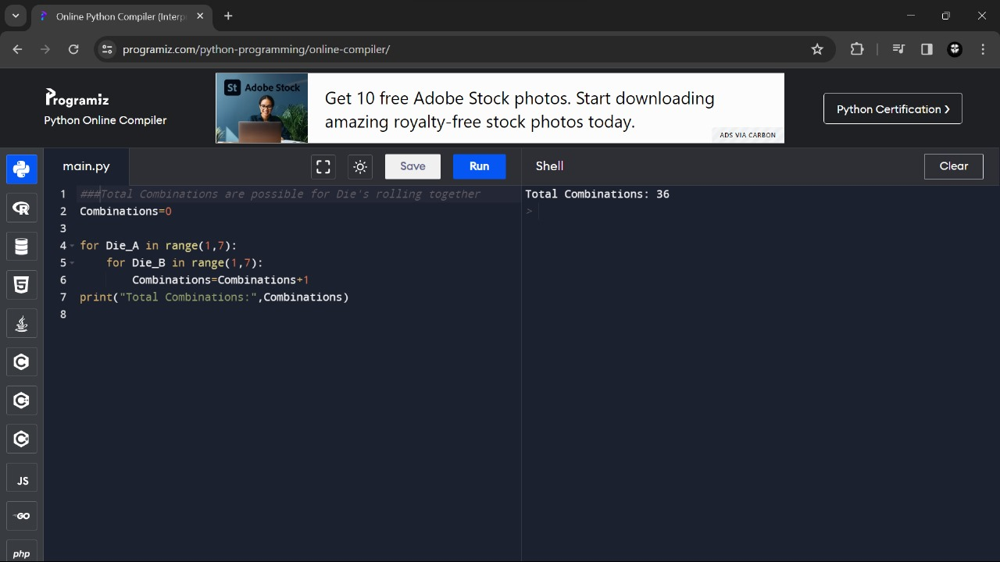 Online Python Compiler (Interp
programiz.com/python-programming/online-compiler/
Programiz
Python Online Compiler
St Adobe Stock
Get 10 free Adobe Stock photos. Start downloading
amazing royalty-free stock photos today.
ADS VIA CARBON
Python Certification >
main.py
Save
Run
Shell
Clear
1 ###Total Combinations are possible for Die's rolling together
2 Combinations=0
3
4 for Die_A in range(1,7):
5     for Die_B in range(1,7):
6         Combinations=Combinations+1
7 print("Total Combinations:",Combinations)
8
Total Combinations: 36
>
R
5
C
C
C
JS
GO
php